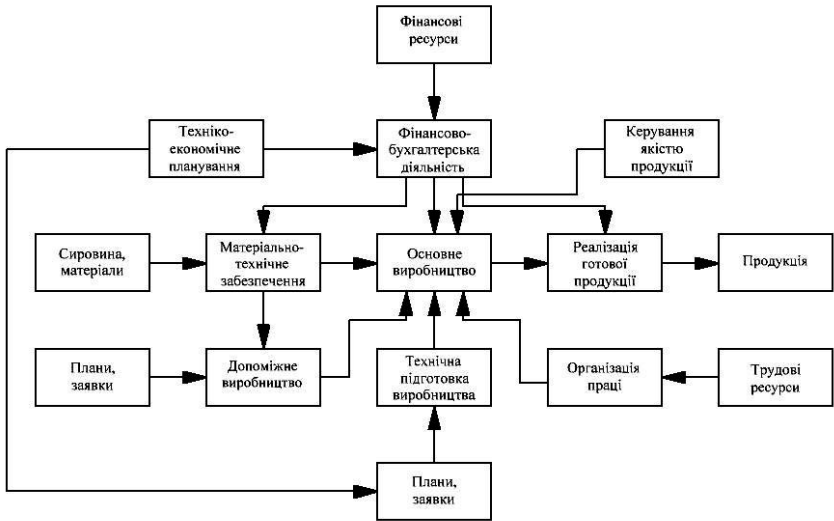 Фінансові
ресурси
Техніко-
економічне
планування
Фінансово-
бухгалтерська
діяльність
Керування
якістю
продукції
Сировина,
матеріали
Матеріально-
технічне
забезпечення
Основне
виробництво
Реалізація
готової
продукції
Продукція
Плани,
заявки
Допоміжне
виробництво
Технічна
підготовка
виробництва
Організація
праці
Трудові
ресурси
Плани,
заявки